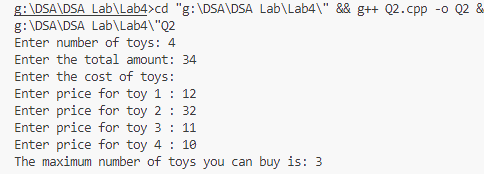 g:\DSA\DSA Lab\Lab4>cd "g:\DSA\DSA Lab\Lab4\" && g++ Q2.cpp -o Q2 &
g:\DSA\DSA Lab\Lab4\"Q2
Enter number of toys: 4
Enter the total amount: 34
Enter the cost of toys:
Enter price for toy 1 : 12
Enter price for toy 2 : 32
Enter price for toy 3 : 11
Enter price for toy 4 : 10
The maximum number of toys you can buy is: 3